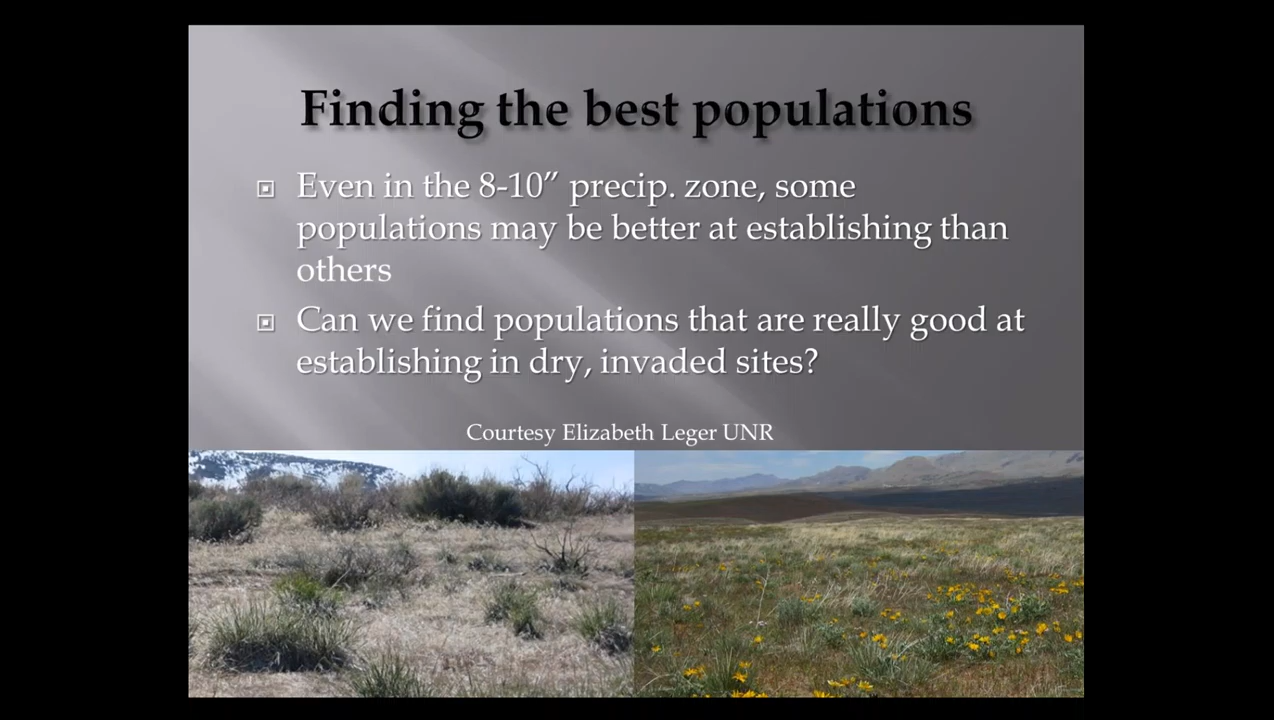 Finding the best populations
Even in the 8-10” precip. zone, some
populations may be better at establishing than
others
Can we find populations that are really good at
establishing in dry, invaded sites?
Courtesy Elizabeth Leger UNR